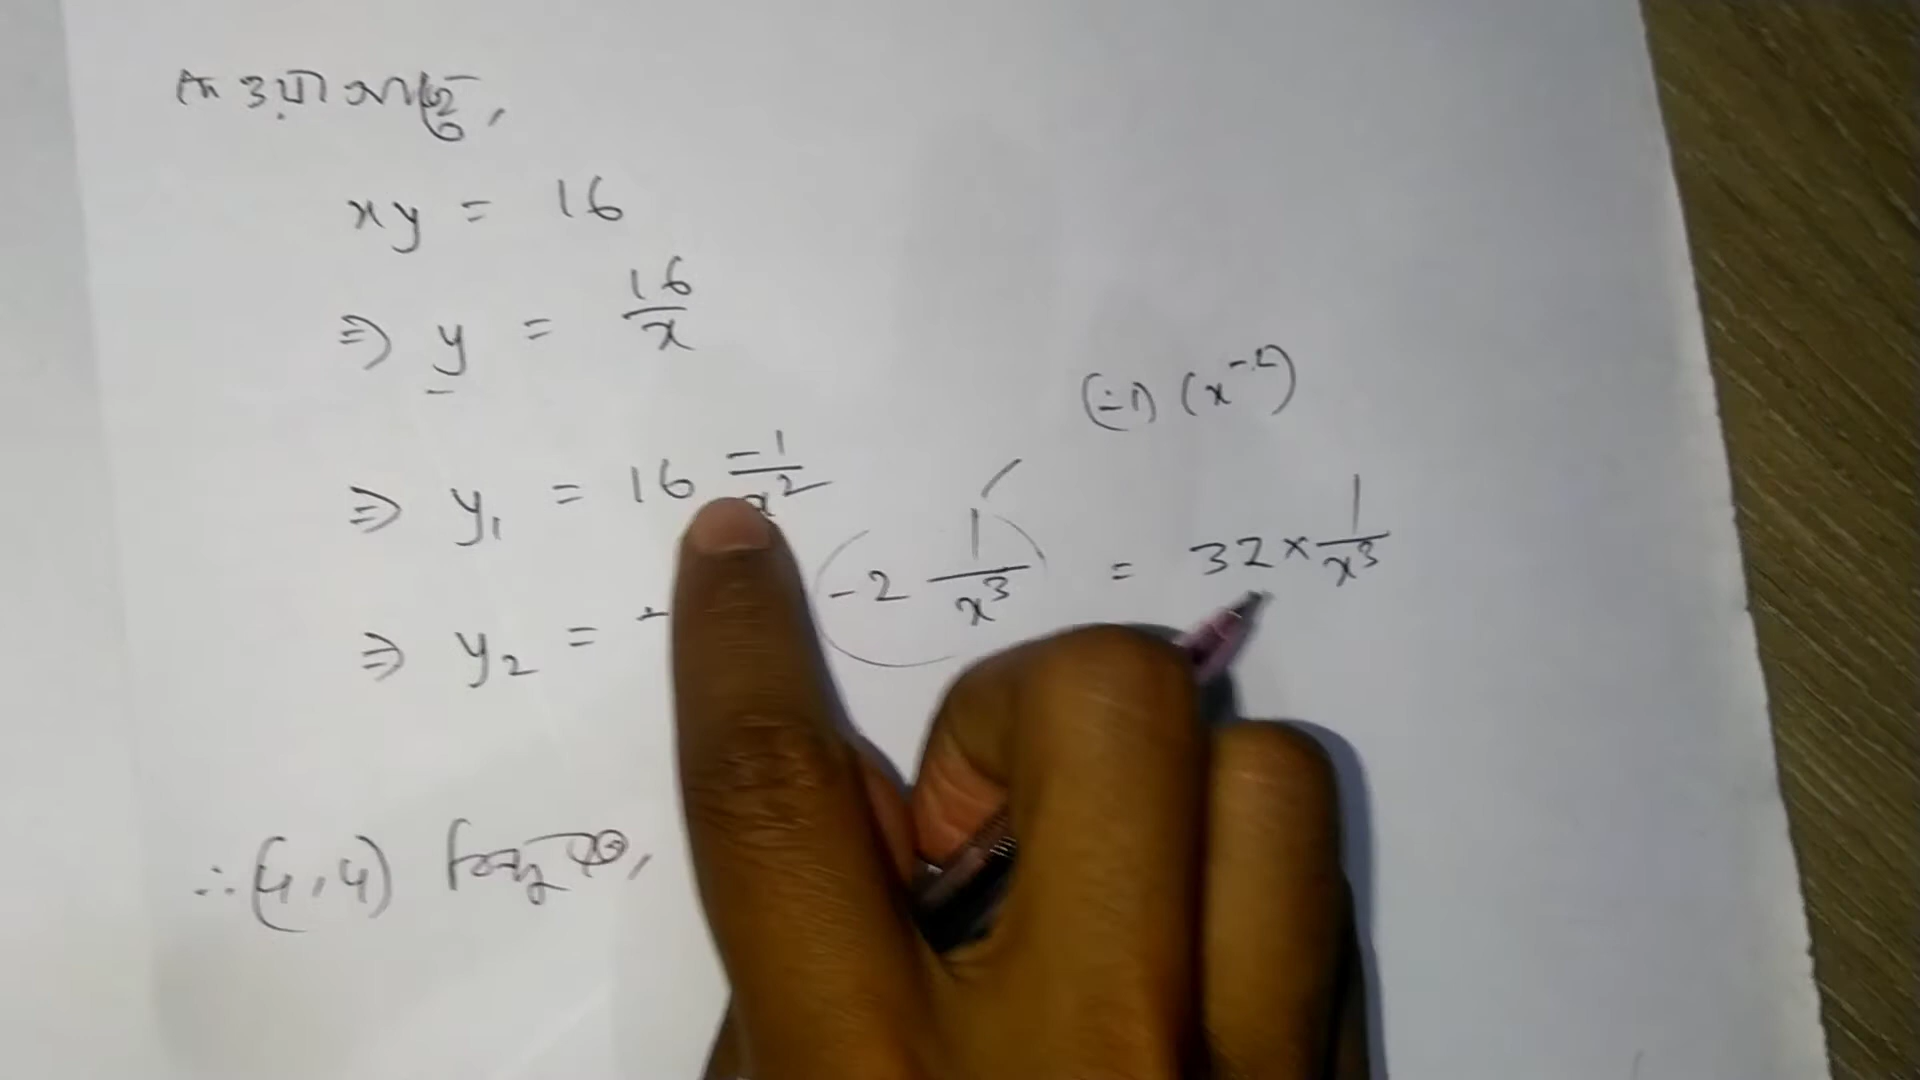 দেওয়া আছে,
xy = 16
⇒ y = 16/x
(-1) (x⁻²)
⇒ y₁ = 16 -1/x²
⇒ y₂ = - (-2 1/x³) = 32 × 1/x³
∴ (4, 4) বিন্দুতে,